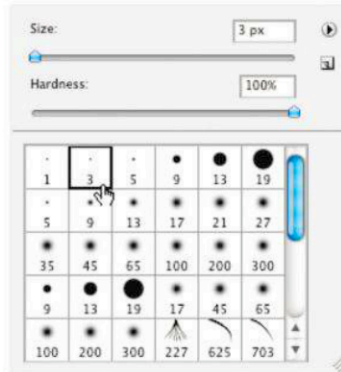 Size: 3 px
Hardness: 100%
1 3 5 9 13 19
5 9 13 17 21 27
35 45 65 100 200 300
9 13 19 17 45 65
100 200 300 227 625 703